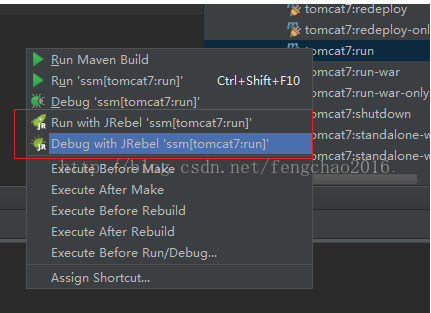 tomcat7:redeploy
tomcat7:redeploy-onl
tomcat7:run
tomcat7:run-war
tomcat7:run-war-only
tomcat7:shutdown
tomcat7:standalone-w
tomcat7:standalone-w
Run Maven Build
Run 'ssm[tomcat7:run]' Ctrl+Shift+F10
Debug 'ssm[tomcat7:run]'
JR Run with JRebel 'ssm[tomcat7:run]'
JR Debug with JRebel 'ssm[tomcat7:run]'
http://blog.csdn.net/fengchao2016.
Execute Before Make
Execute After Make
Execute Before Rebuild
Execute After Rebuild
Execute Before Run/Debug...
Assign Shortcut...